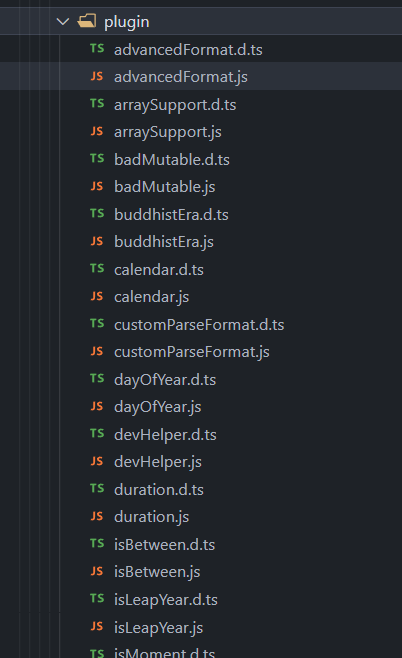 plugin
TS advancedFormat.d.ts
JS advancedFormat.js
TS arraySupport.d.ts
JS arraySupport.js
TS badMutable.d.ts
JS badMutable.js
TS buddhistEra.d.ts
JS buddhistEra.js
TS calendar.d.ts
JS calendar.js
TS customParseFormat.d.ts
JS customParseFormat.js
TS dayOfYear.d.ts
JS dayOfYear.js
TS devHelper.d.ts
JS devHelper.js
TS duration.d.ts
JS duration.js
TS isBetween.d.ts
JS isBetween.js
TS isLeapYear.d.ts
JS isLeapYear.js
TS isMoment.d.ts